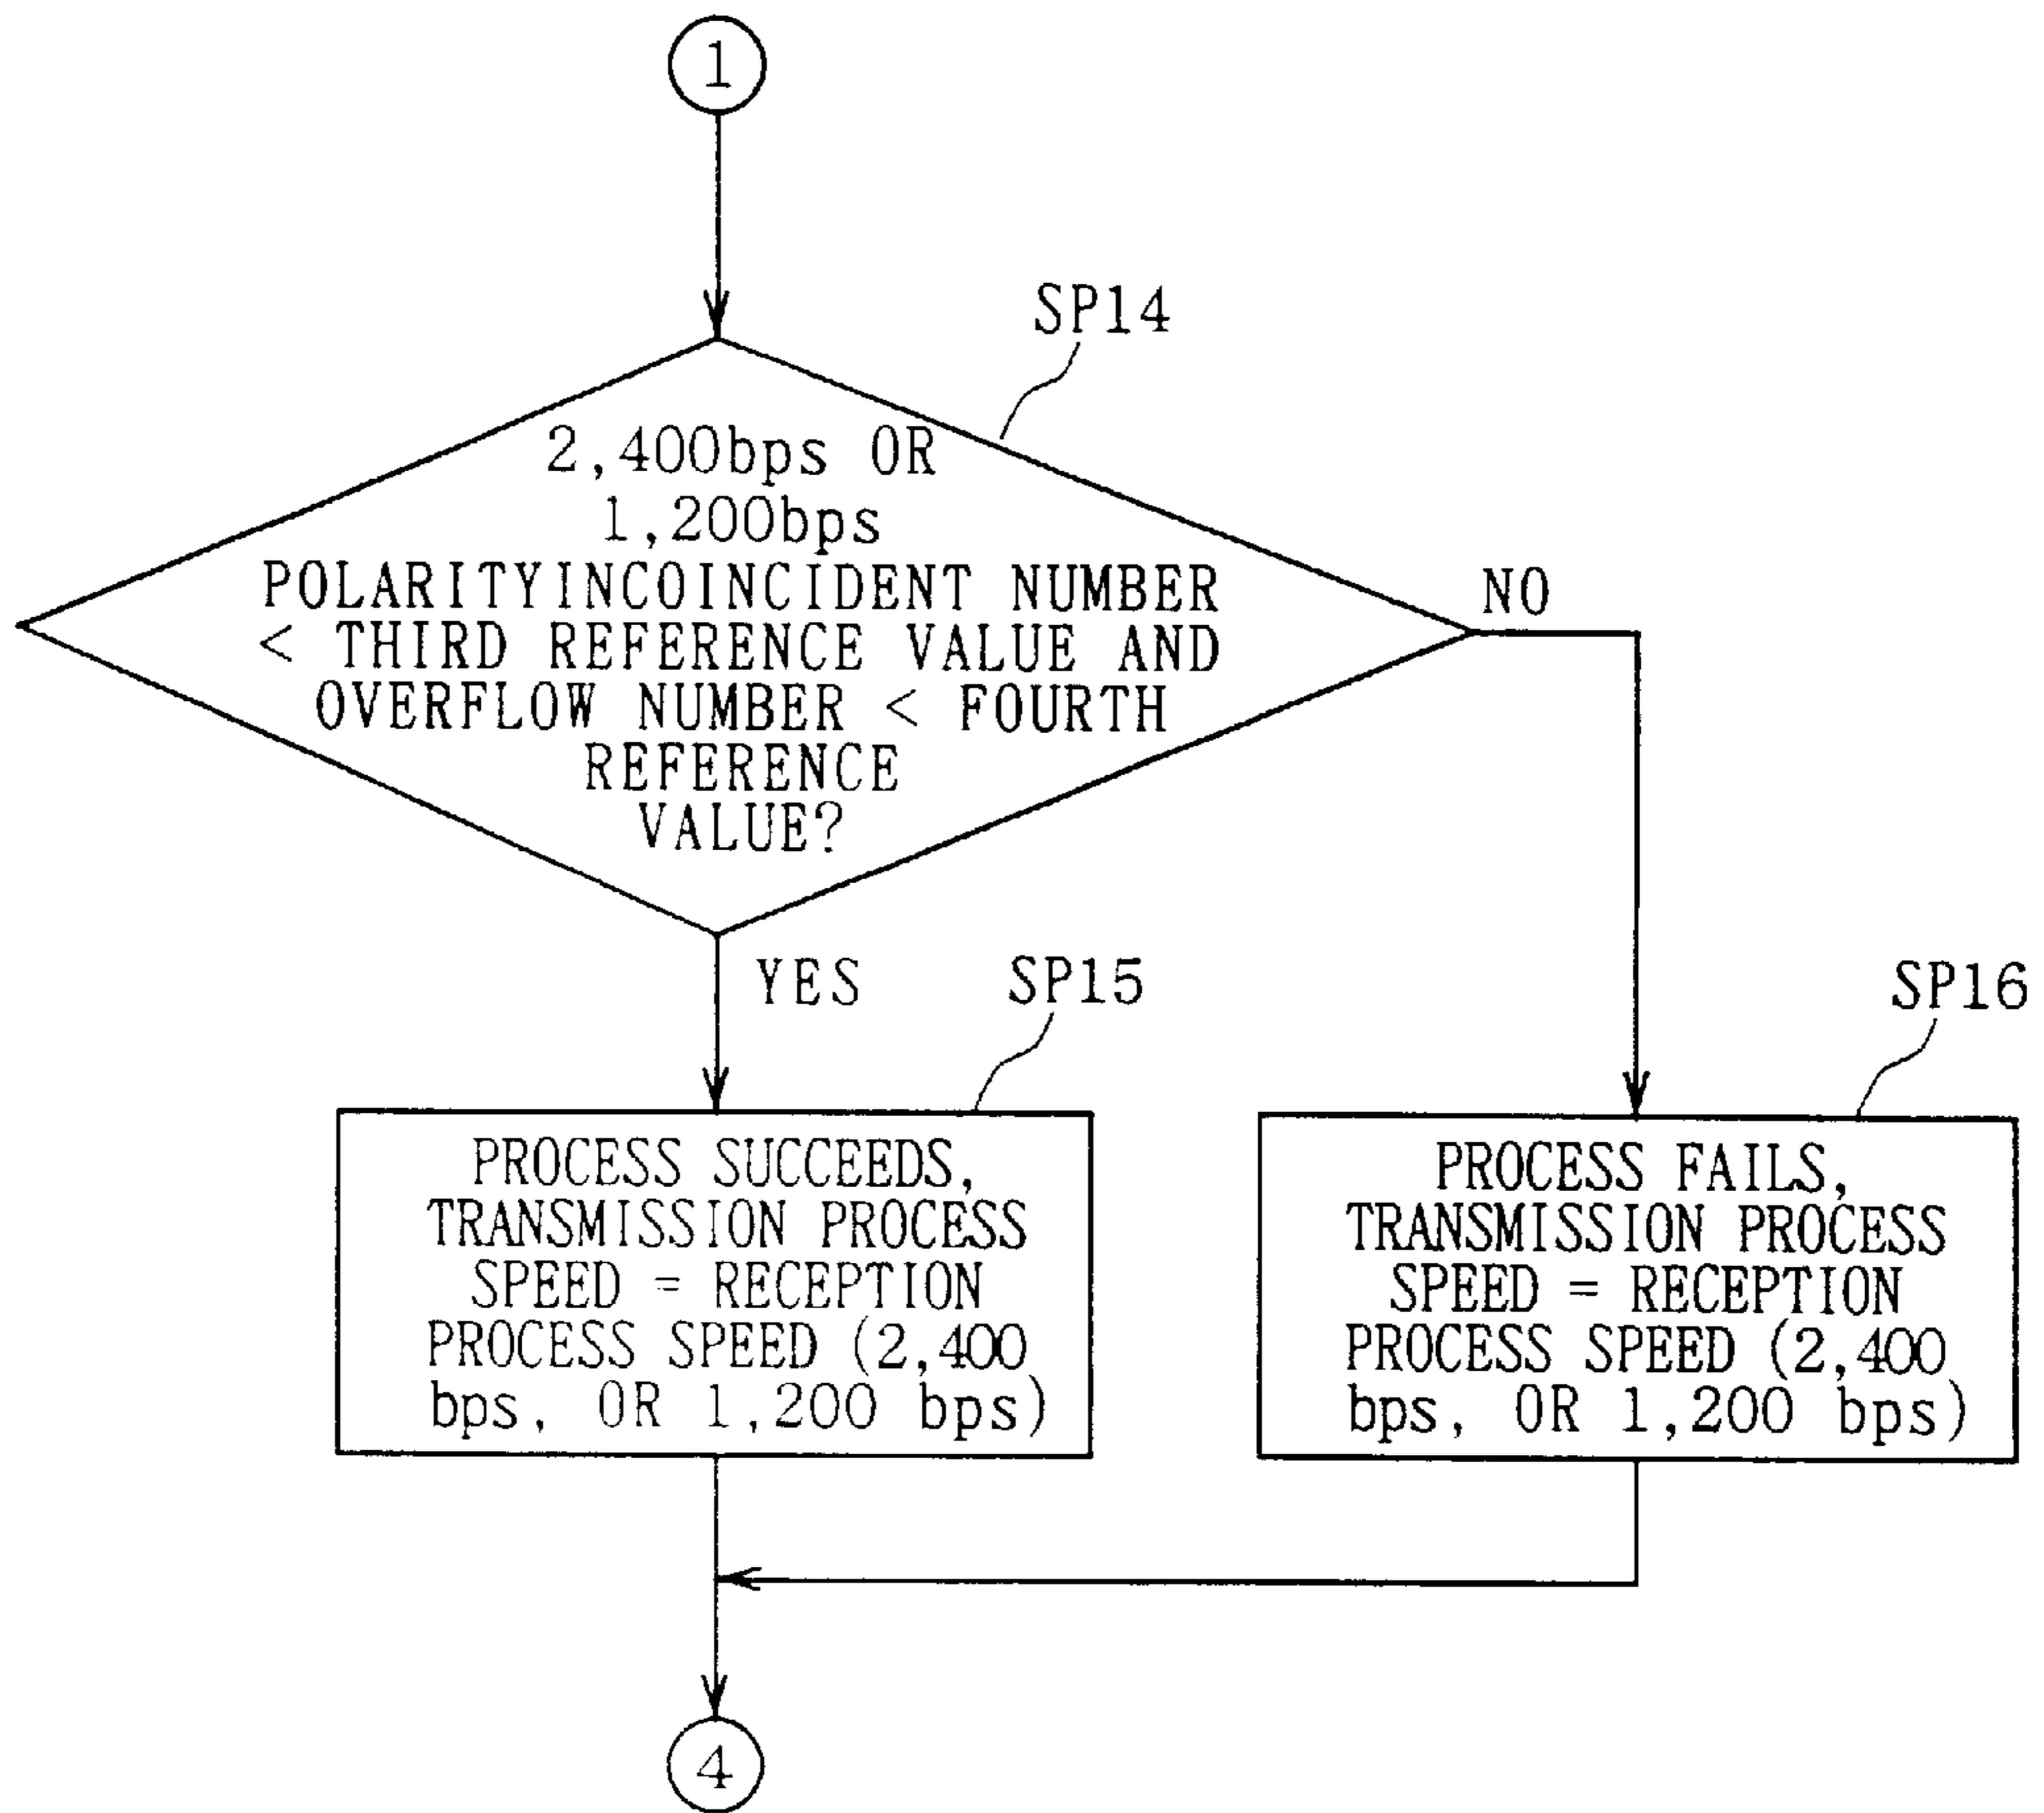 1
SP14
2,400bps OR
1,200bps
POLARITYINCOINCIDENT NUMBER
< THIRD REFERENCE VALUE AND
OVERFLOW NUMBER < FOURTH
REFERENCE
VALUE?
NO
YES
SP15
PROCESS SUCCEEDS,
TRANSMISSION PROCESS
SPEED = RECEPTION
PROCESS SPEED (2,400
bps, OR 1,200 bps)
SP16
PROCESS FAILS,
TRANSMISSION PROCESS
SPEED = RECEPTION
PROCESS SPEED (2,400
bps, OR 1,200 bps)
4